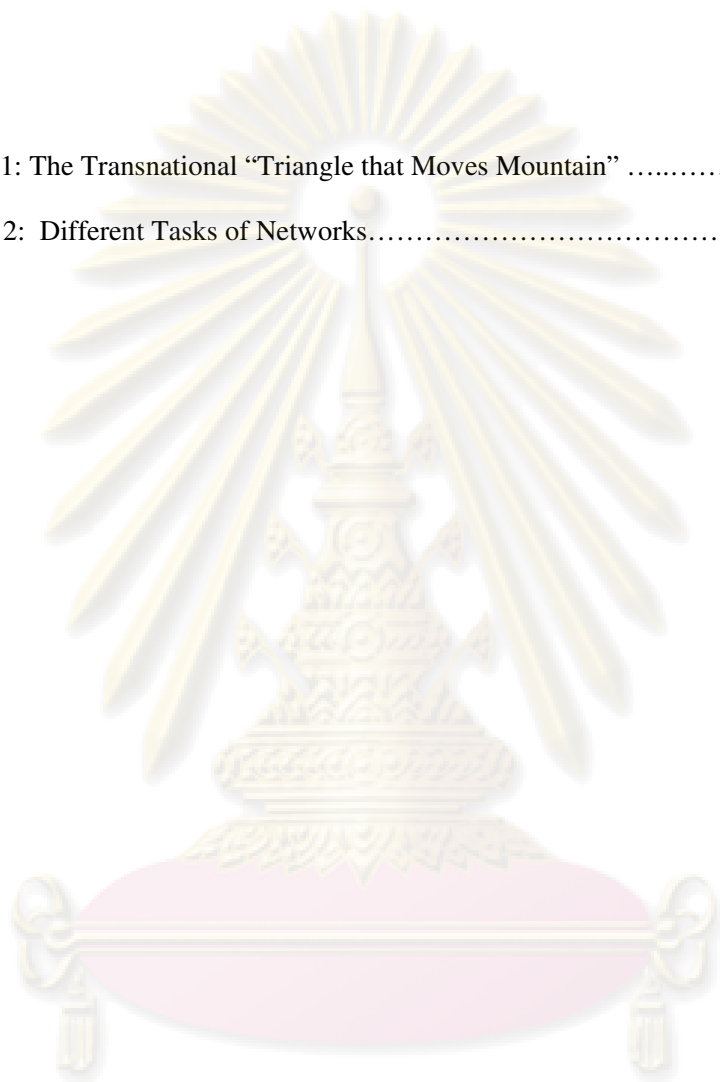 1: The Transnational “Triangle that Moves Mountain” …..……
2:  Different Tasks of Networks………………………………